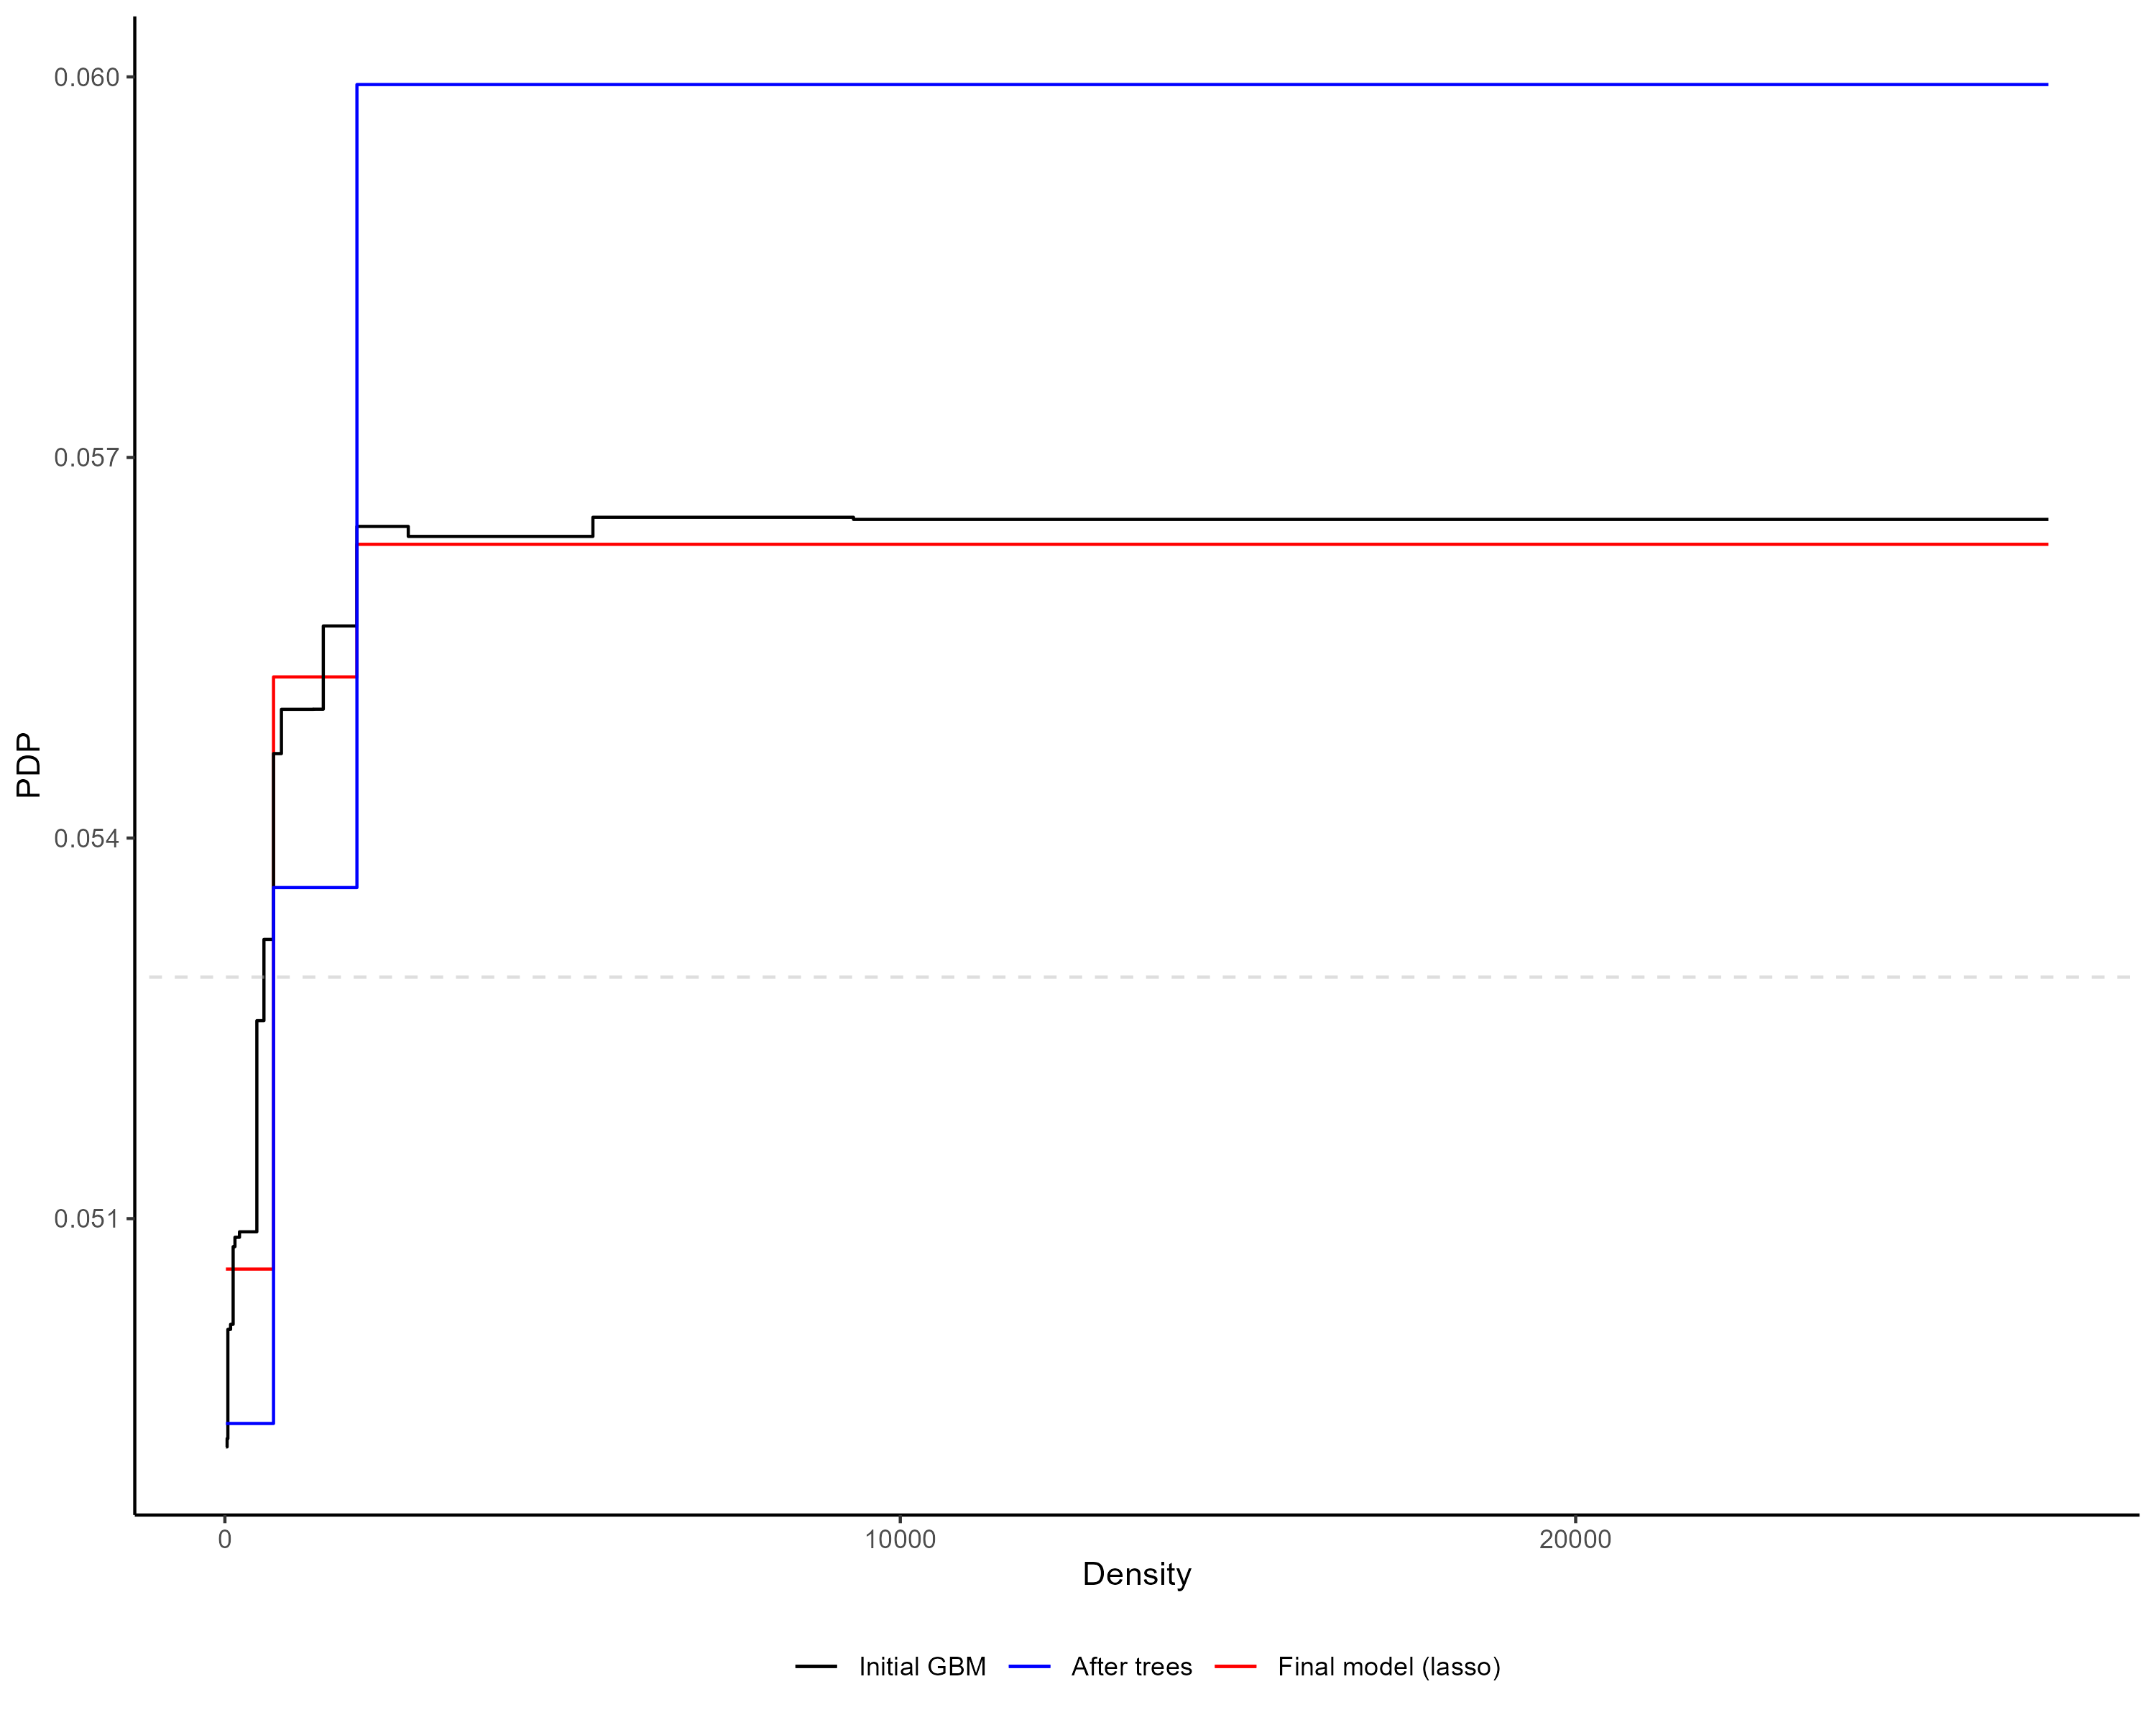 0.060
0.057
0.054
0.051
PDP
0 10000 20000
Density
Initial GBM After trees Final model (lasso)